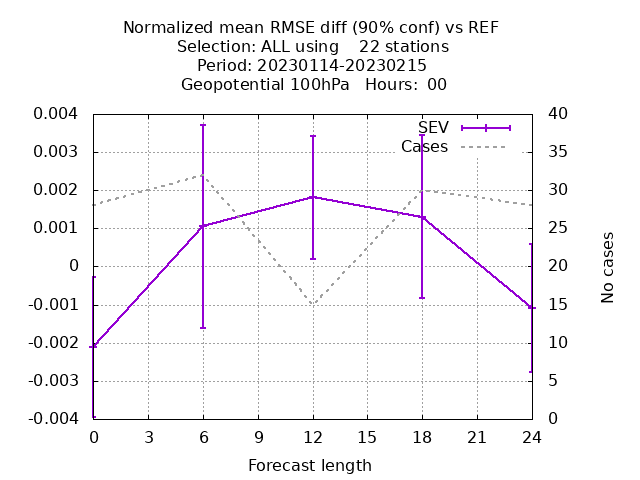 Normalized mean RMSE diff (90% conf) vs REF
Selection: ALL using    22 stations
Period: 20230114-20230215
Geopotential 100hPa   Hours:  00
0.004
0.003
0.002
0.001
0
-0.001
-0.002
-0.003
-0.004
SEV
Cases
40
35
30
25
20
15
10
5
0
No cases
0 3 6 9 12 15 18 21 24
Forecast length